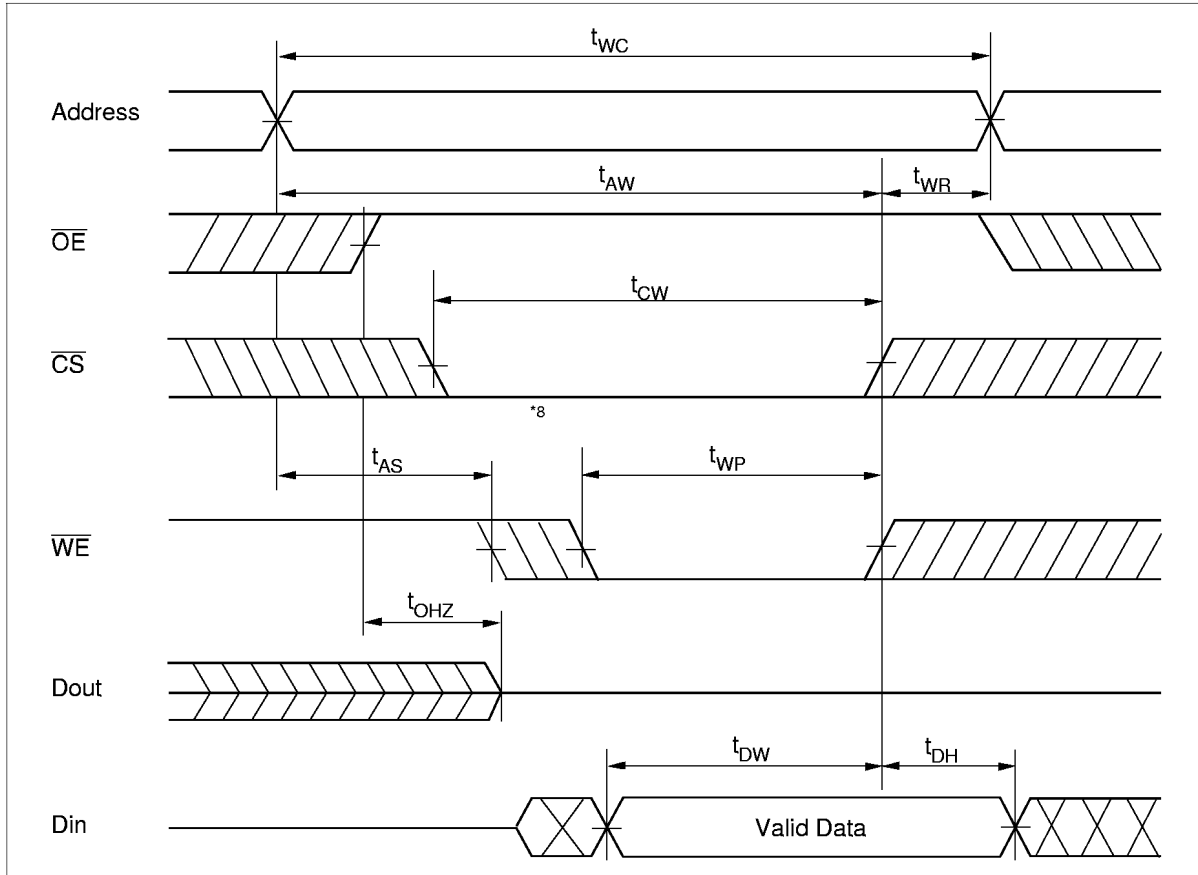 tWC
Address
tAW
tWR
OE
tCW
CS
*8
tAS
tWP
WE
tOHZ
Dout
tDW
tDH
Din
Valid Data